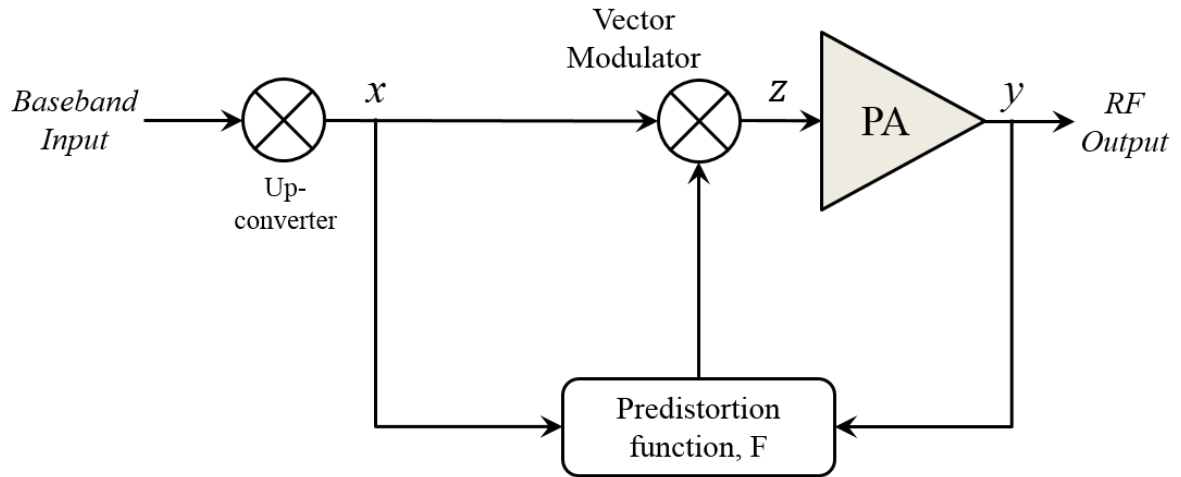 Vector
Modulator
Baseband
Input
x
z
PA
y
RF
Output
Up-
converter
Predistortion
function, F